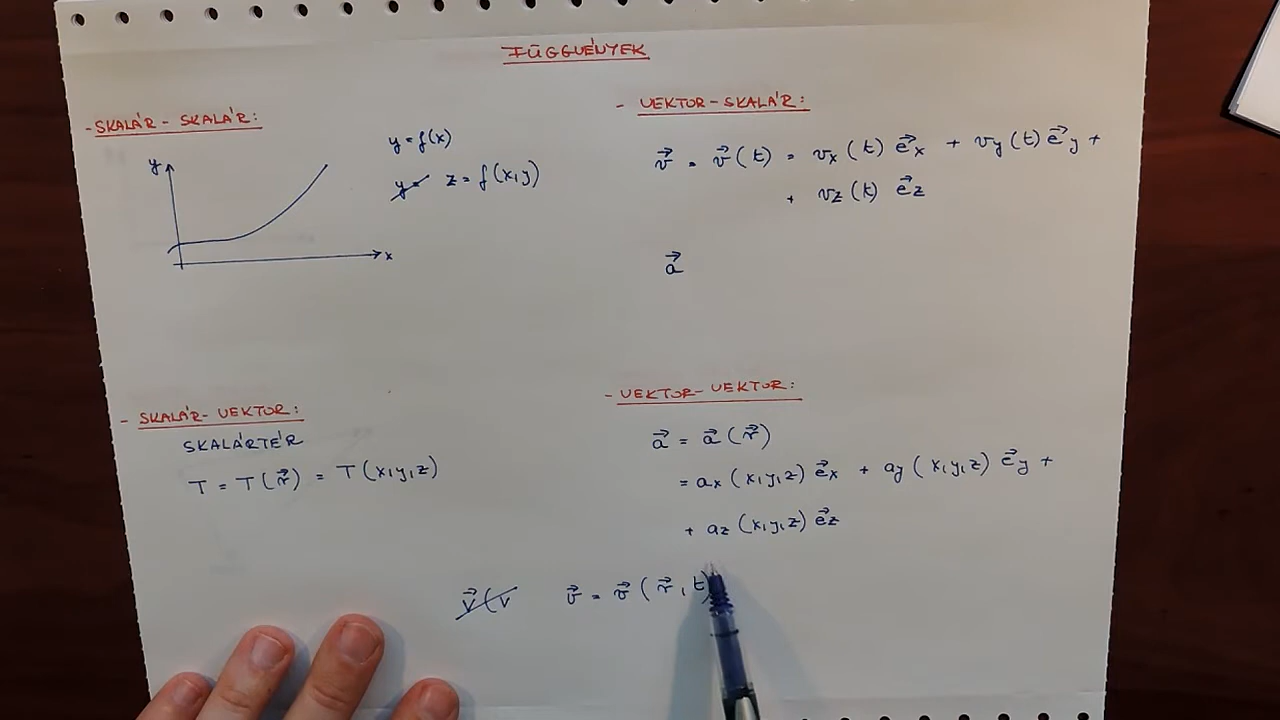 FÜGGVÉNYEK
- SKALÁR - SKALÁR:
y
x
y = f(x)
y = z = f(x,y)
- VEKTOR - SKALÁR:
v⃗ = v⃗(t) = vx(t) e⃗x + vy(t) e⃗y +
+ vz(t) e⃗z
a⃗
- SKALÁR - VEKTOR:
SKALÁRTÉR
T = T(r⃗) = T(x,y,z)
- VEKTOR - VEKTOR:
a⃗ = a⃗(r⃗)
= ax(x,y,z) e⃗x + ay(x,y,z) e⃗y +
+ az(x,y,z) e⃗z
v⃗(v v⃗ = v⃗(r⃗, t)